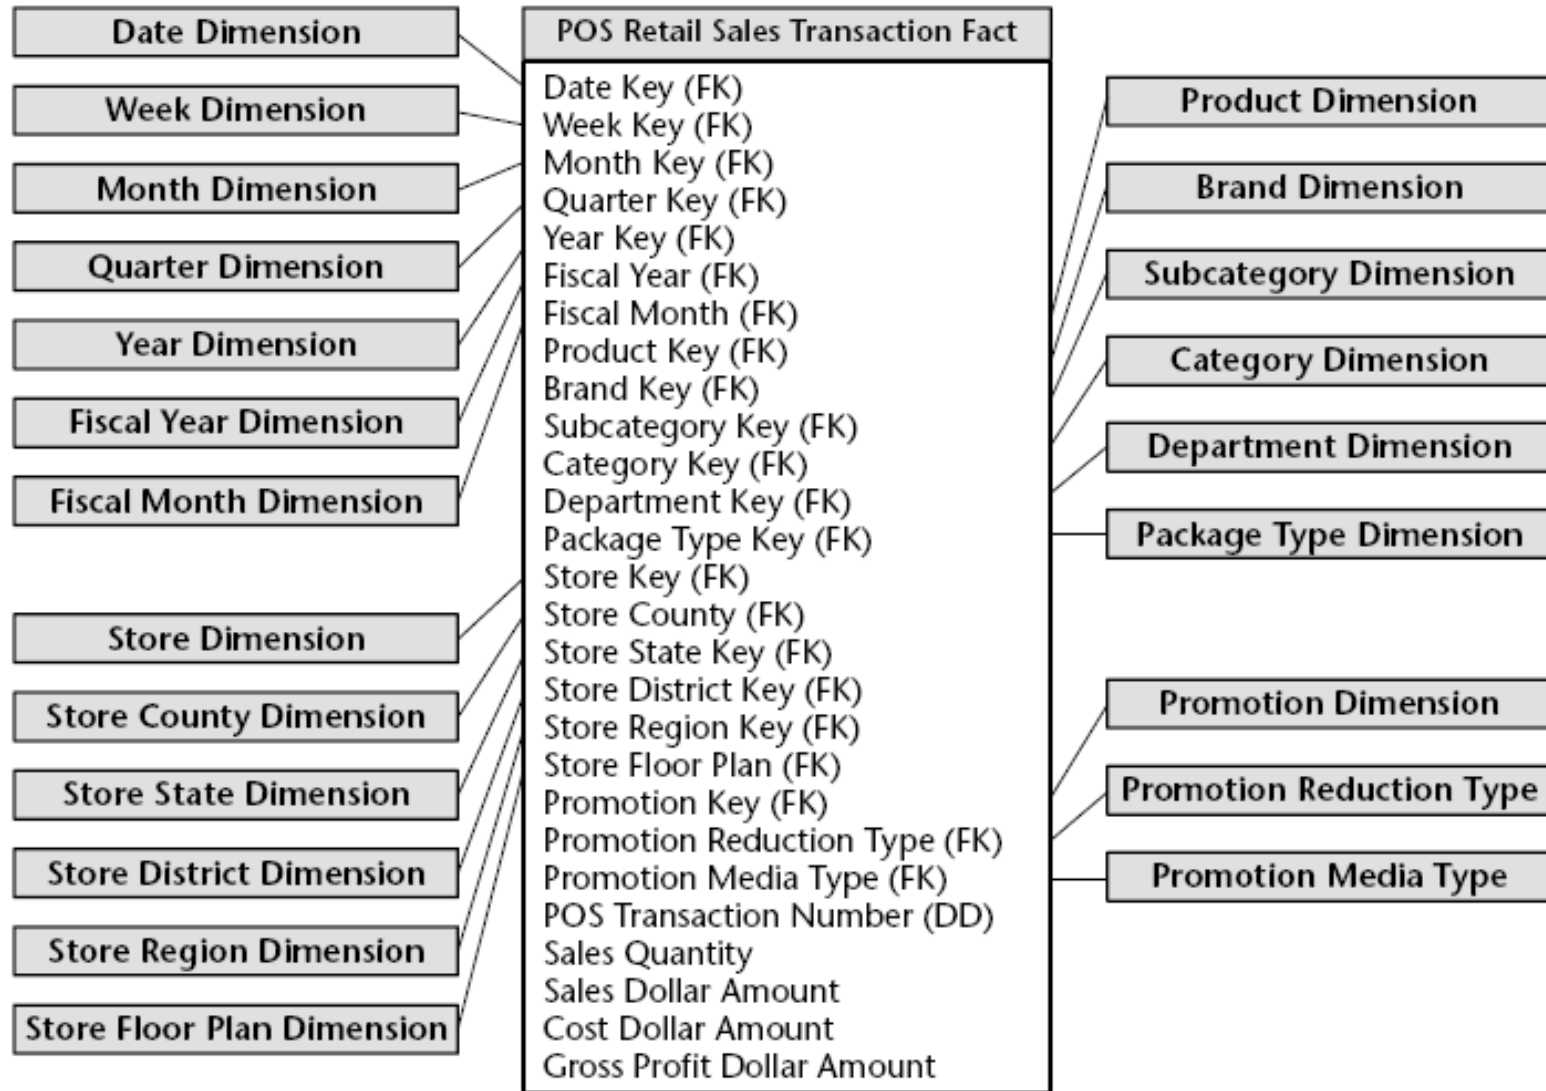 Date Dimension
Week Dimension
Month Dimension
Quarter Dimension
Year Dimension
Fiscal Year Dimension
Fiscal Month Dimension
Store Dimension
Store County Dimension
Store State Dimension
Store District Dimension
Store Region Dimension
Store Floor Plan Dimension
POS Retail Sales Transaction Fact
Date Key (FK)
Week Key (FK)
Month Key (FK)
Quarter Key (FK)
Year Key (FK)
Fiscal Year (FK)
Fiscal Month (FK)
Product Key (FK)
Brand Key (FK)
Subcategory Key (FK)
Category Key (FK)
Department Key (FK)
Package Type Key (FK)
Store Key (FK)
Store County (FK)
Store State Key (FK)
Store District Key (FK)
Store Region Key (FK)
Store Floor Plan (FK)
Promotion Key (FK)
Promotion Reduction Type (FK)
Promotion Media Type (FK)
POS Transaction Number (DD)
Sales Quantity
Sales Dollar Amount
Cost Dollar Amount
Gross Profit Dollar Amount
Product Dimension
Brand Dimension
Subcategory Dimension
Category Dimension
Department Dimension
Package Type Dimension
Promotion Dimension
Promotion Reduction Type
Promotion Media Type